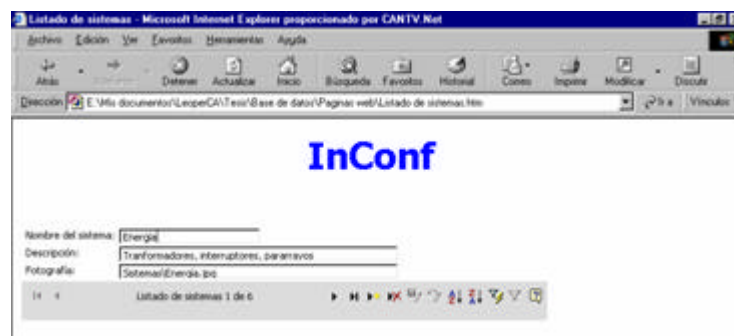 Listado de sistemas - Microsoft Internet Explorer proporcionado por CANTV.Net
Archivo Edición Ver Favoritos Herramientas Ayuda
Atrás Detener Actualizar Inicio Búsqueda Favoritos Historial Correo Imprimir Modificar Discutir
Dirección E:\Mis documentos\LeoperCA\Tesis\Base de datos\Paginas web\Listado de sistemas.htm Ir a Vínculos
InConf
Nombre del sistema: Energia
Descripción: Tranformadores, interruptores, pararrayos
Fotografía: Sistemas\Energia.jpg
Listado de sistemas 1 de 6